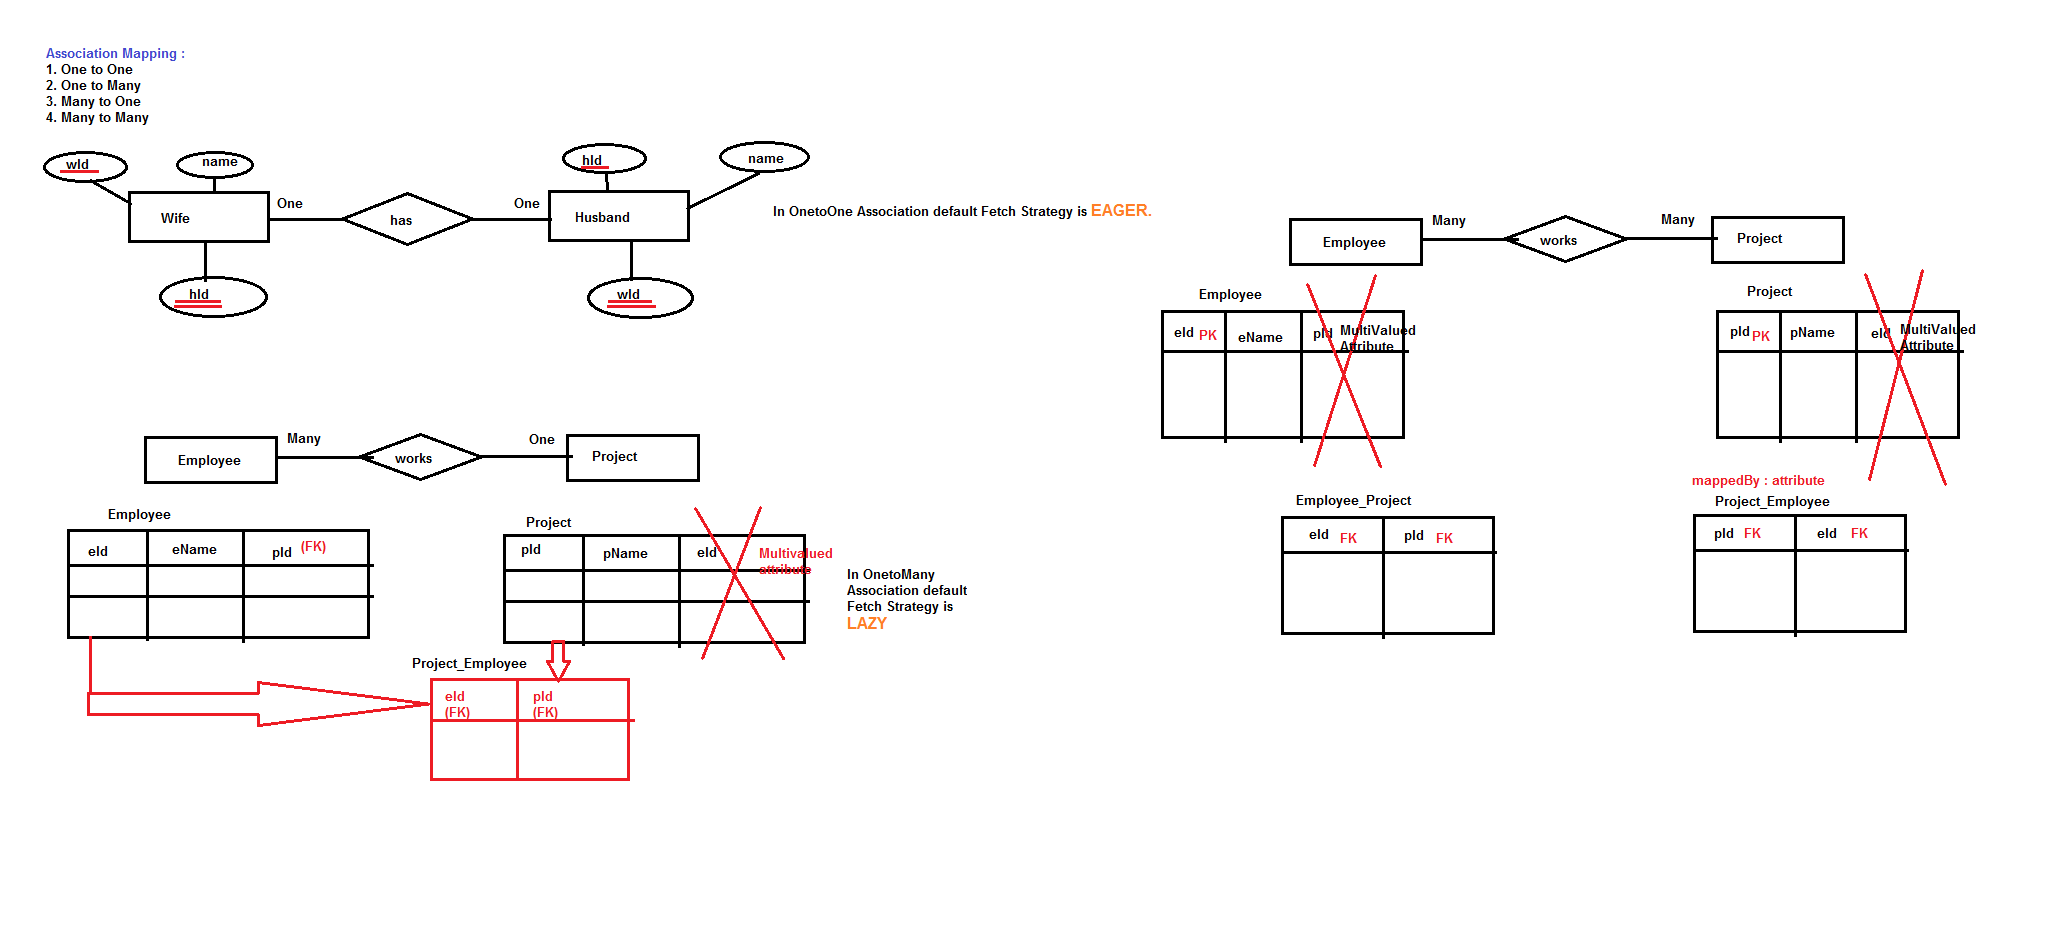 Association Mapping :
1. One to One
2. One to Many
3. Many to One
4. Many to Many
wId
name
hId
name
Wife
One
has
One
Husband
hId
wId
In OnetoOne Association default Fetch Strategy is EAGER.
Employee
Many
works
One
Project
Employee
eId
eName
pId
(FK)
Project
pId
pName
eId
Multivalued
attribute
In OnetoMany
Association default
Fetch Strategy is
LAZY
Project_Employee
eId
(FK)
pId
(FK)
Employee
Many
works
Many
Project
Employee
eId PK
eName
pId
MultiValued
Attribute
Project
pId PK
pName
eId
MultiValued
Attribute
Employee_Project
eId FK
pId FK
mappedBy : attribute
Project_Employee
pId FK
eId FK